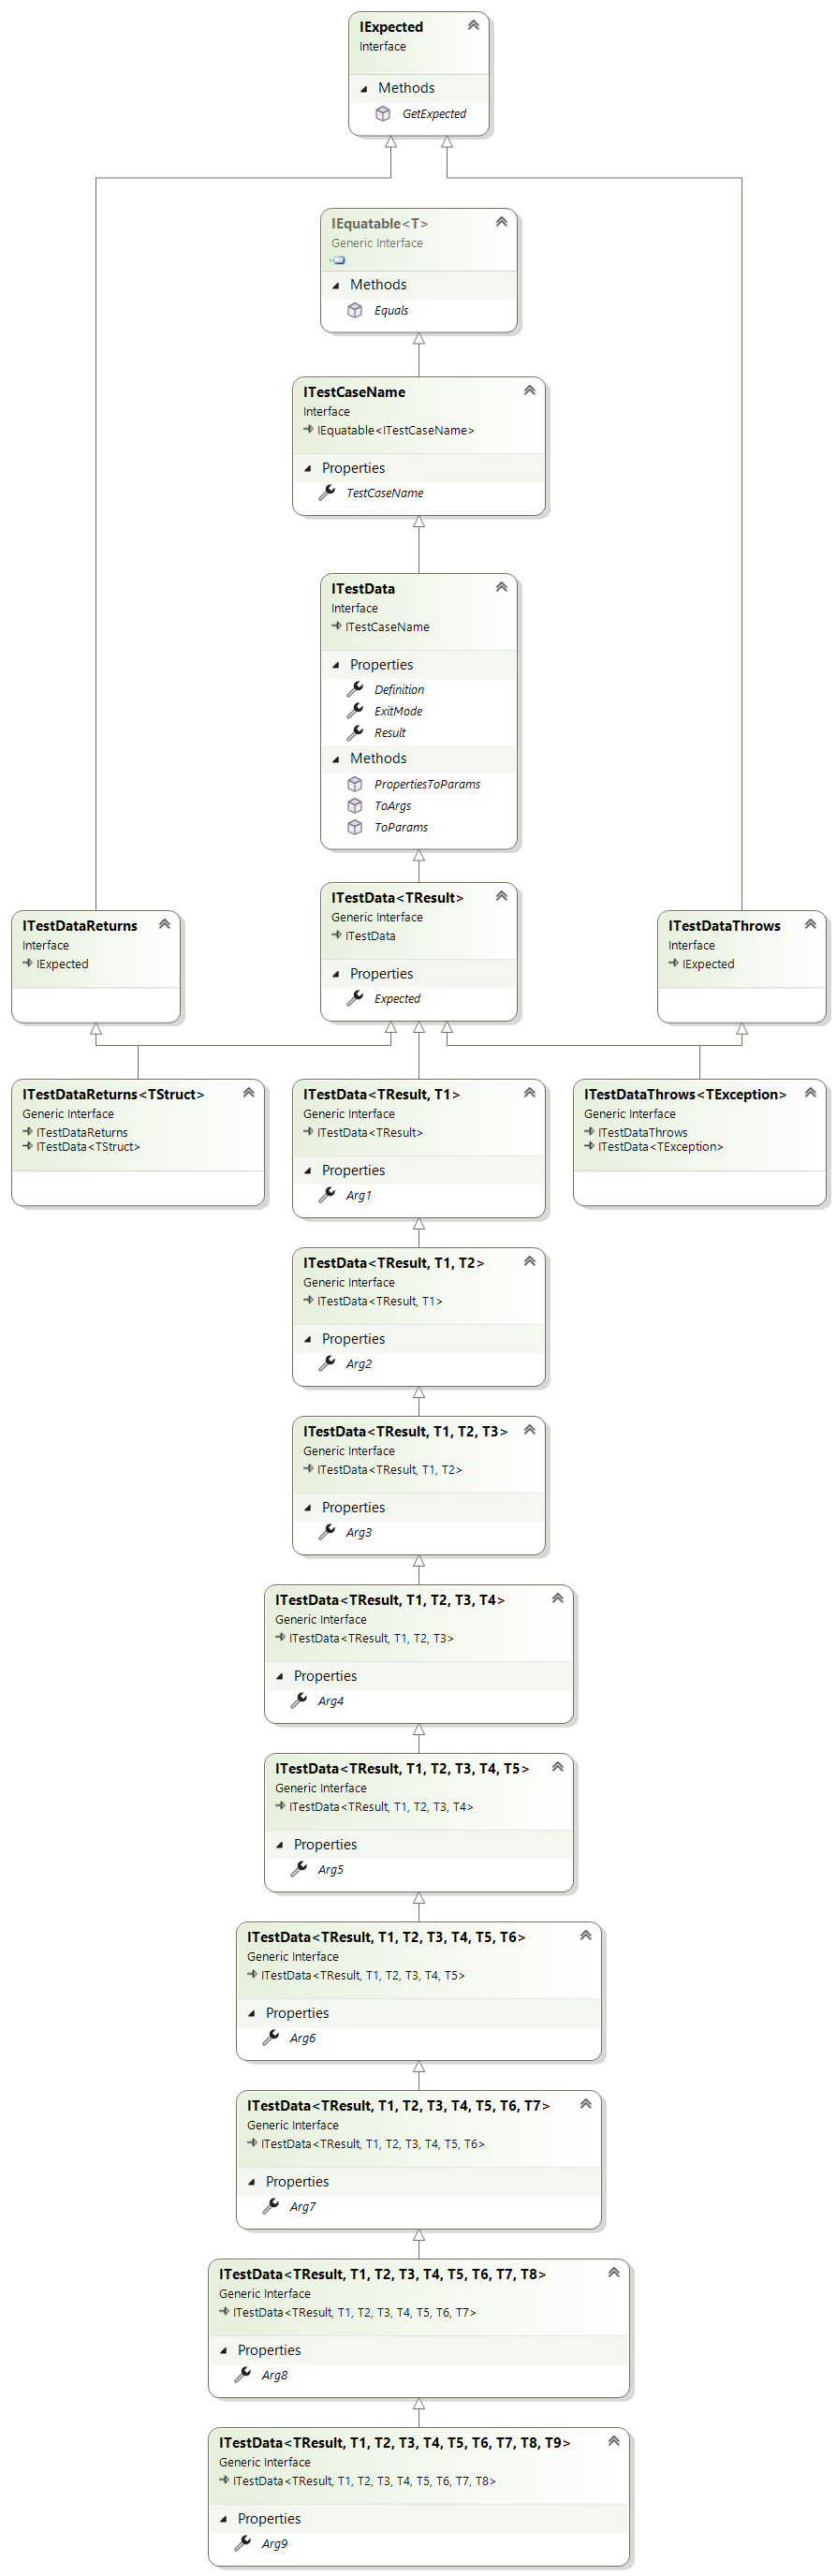 IExpected
Interface
Methods
GetExpected
IEquatable<T>
Generic Interface
Methods
Equals
ITestCaseName
Interface
IEquatable<ITestCaseName>
Properties
TestCaseName
ITestData
Interface
ITestCaseName
Properties
Definition
ExitMode
Result
Methods
PropertiesToParams
ToArgs
ToParams
ITestDataReturns
Interface
IExpected
ITestData<TResult>
Generic Interface
ITestData
Properties
Expected
ITestDataThrows
Interface
IExpected
ITestDataReturns<TStruct>
Generic Interface
ITestDataReturns
ITestData<TStruct>
ITestData<TResult, T1>
Generic Interface
ITestData<TResult>
Properties
Arg1
ITestDataThrows<TException>
Generic Interface
ITestDataThrows
ITestData<TException>
ITestData<TResult, T1, T2>
Generic Interface
ITestData<TResult, T1>
Properties
Arg2
ITestData<TResult, T1, T2, T3>
Generic Interface
ITestData<TResult, T1, T2>
Properties
Arg3
ITestData<TResult, T1, T2, T3, T4>
Generic Interface
ITestData<TResult, T1, T2, T3>
Properties
Arg4
ITestData<TResult, T1, T2, T3, T4, T5>
Generic Interface
ITestData<TResult, T1, T2, T3, T4>
Properties
Arg5
ITestData<TResult, T1, T2, T3, T4, T5, T6>
Generic Interface
ITestData<TResult, T1, T2, T3, T4, T5>
Properties
Arg6
ITestData<TResult, T1, T2, T3, T4, T5, T6, T7>
Generic Interface
ITestData<TResult, T1, T2, T3, T4, T5, T6>
Properties
Arg7
ITestData<TResult, T1, T2, T3, T4, T5, T6, T7, T8>
Generic Interface
ITestData<TResult, T1, T2, T3, T4, T5, T6, T7>
Properties
Arg8
ITestData<TResult, T1, T2, T3, T4, T5, T6, T7, T8, T9>
Generic Interface
ITestData<TResult, T1, T2, T3, T4, T5, T6, T7, T8>
Properties
Arg9